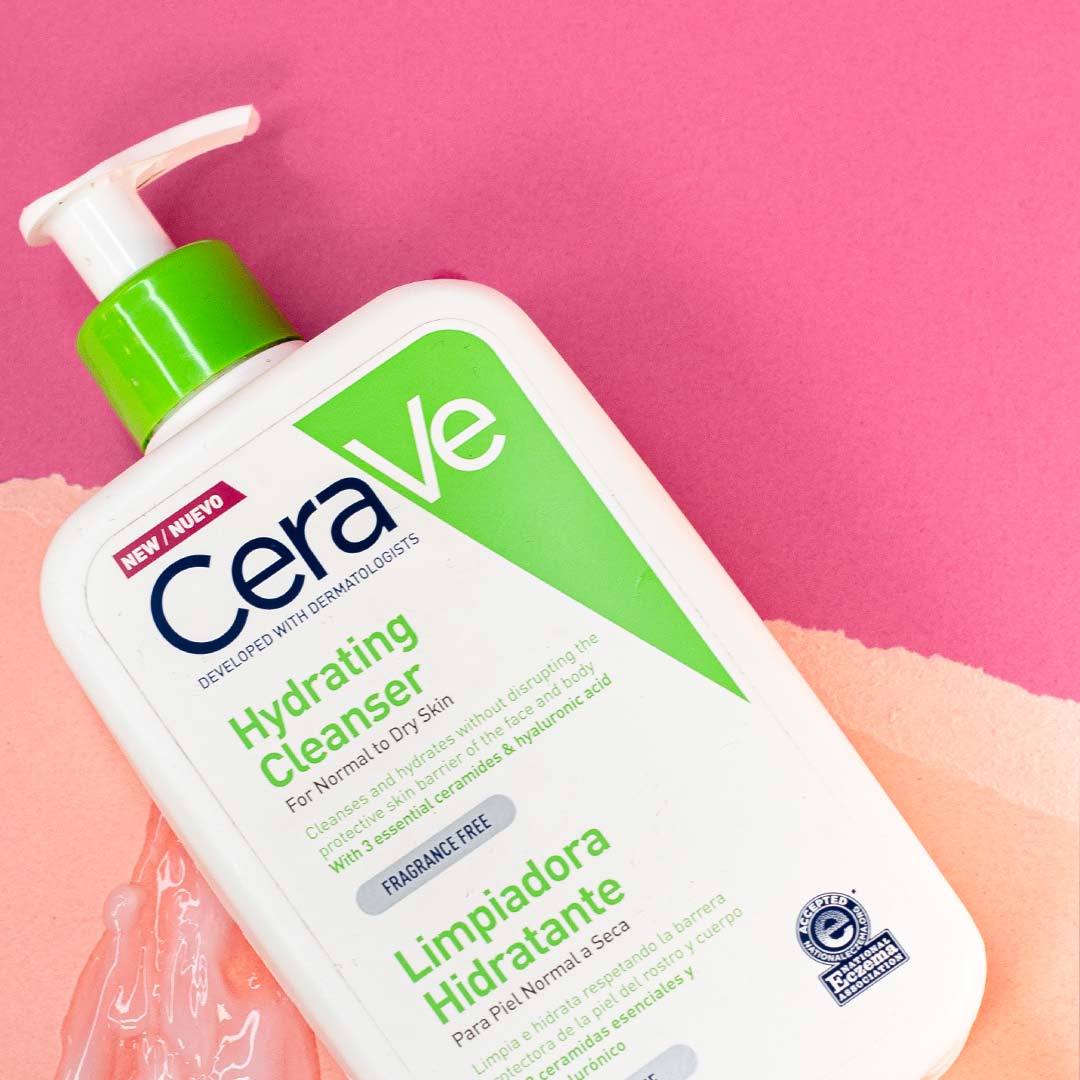 NEW / NUEVO
CeraVe
DEVELOPED WITH DERMATOLOGISTS
Hydrating
Cleanser
For Normal to Dry Skin
Cleanses and hydrates without disrupting the
protective skin barrier of the face and body
With 3 essential ceramides & hyaluronic acid
FRAGRANCE FREE
Limpiadora
Hidratante
Para Piel Normal a Seca
Limpia e hidrata respetando la barrera
protectora de la piel del rostro y cuerpo
ceramidas esenciales y
ACCEPTED
NATIONALECZEMA.ORG
e
NATIONAL
Eczema
ASSOCIATION